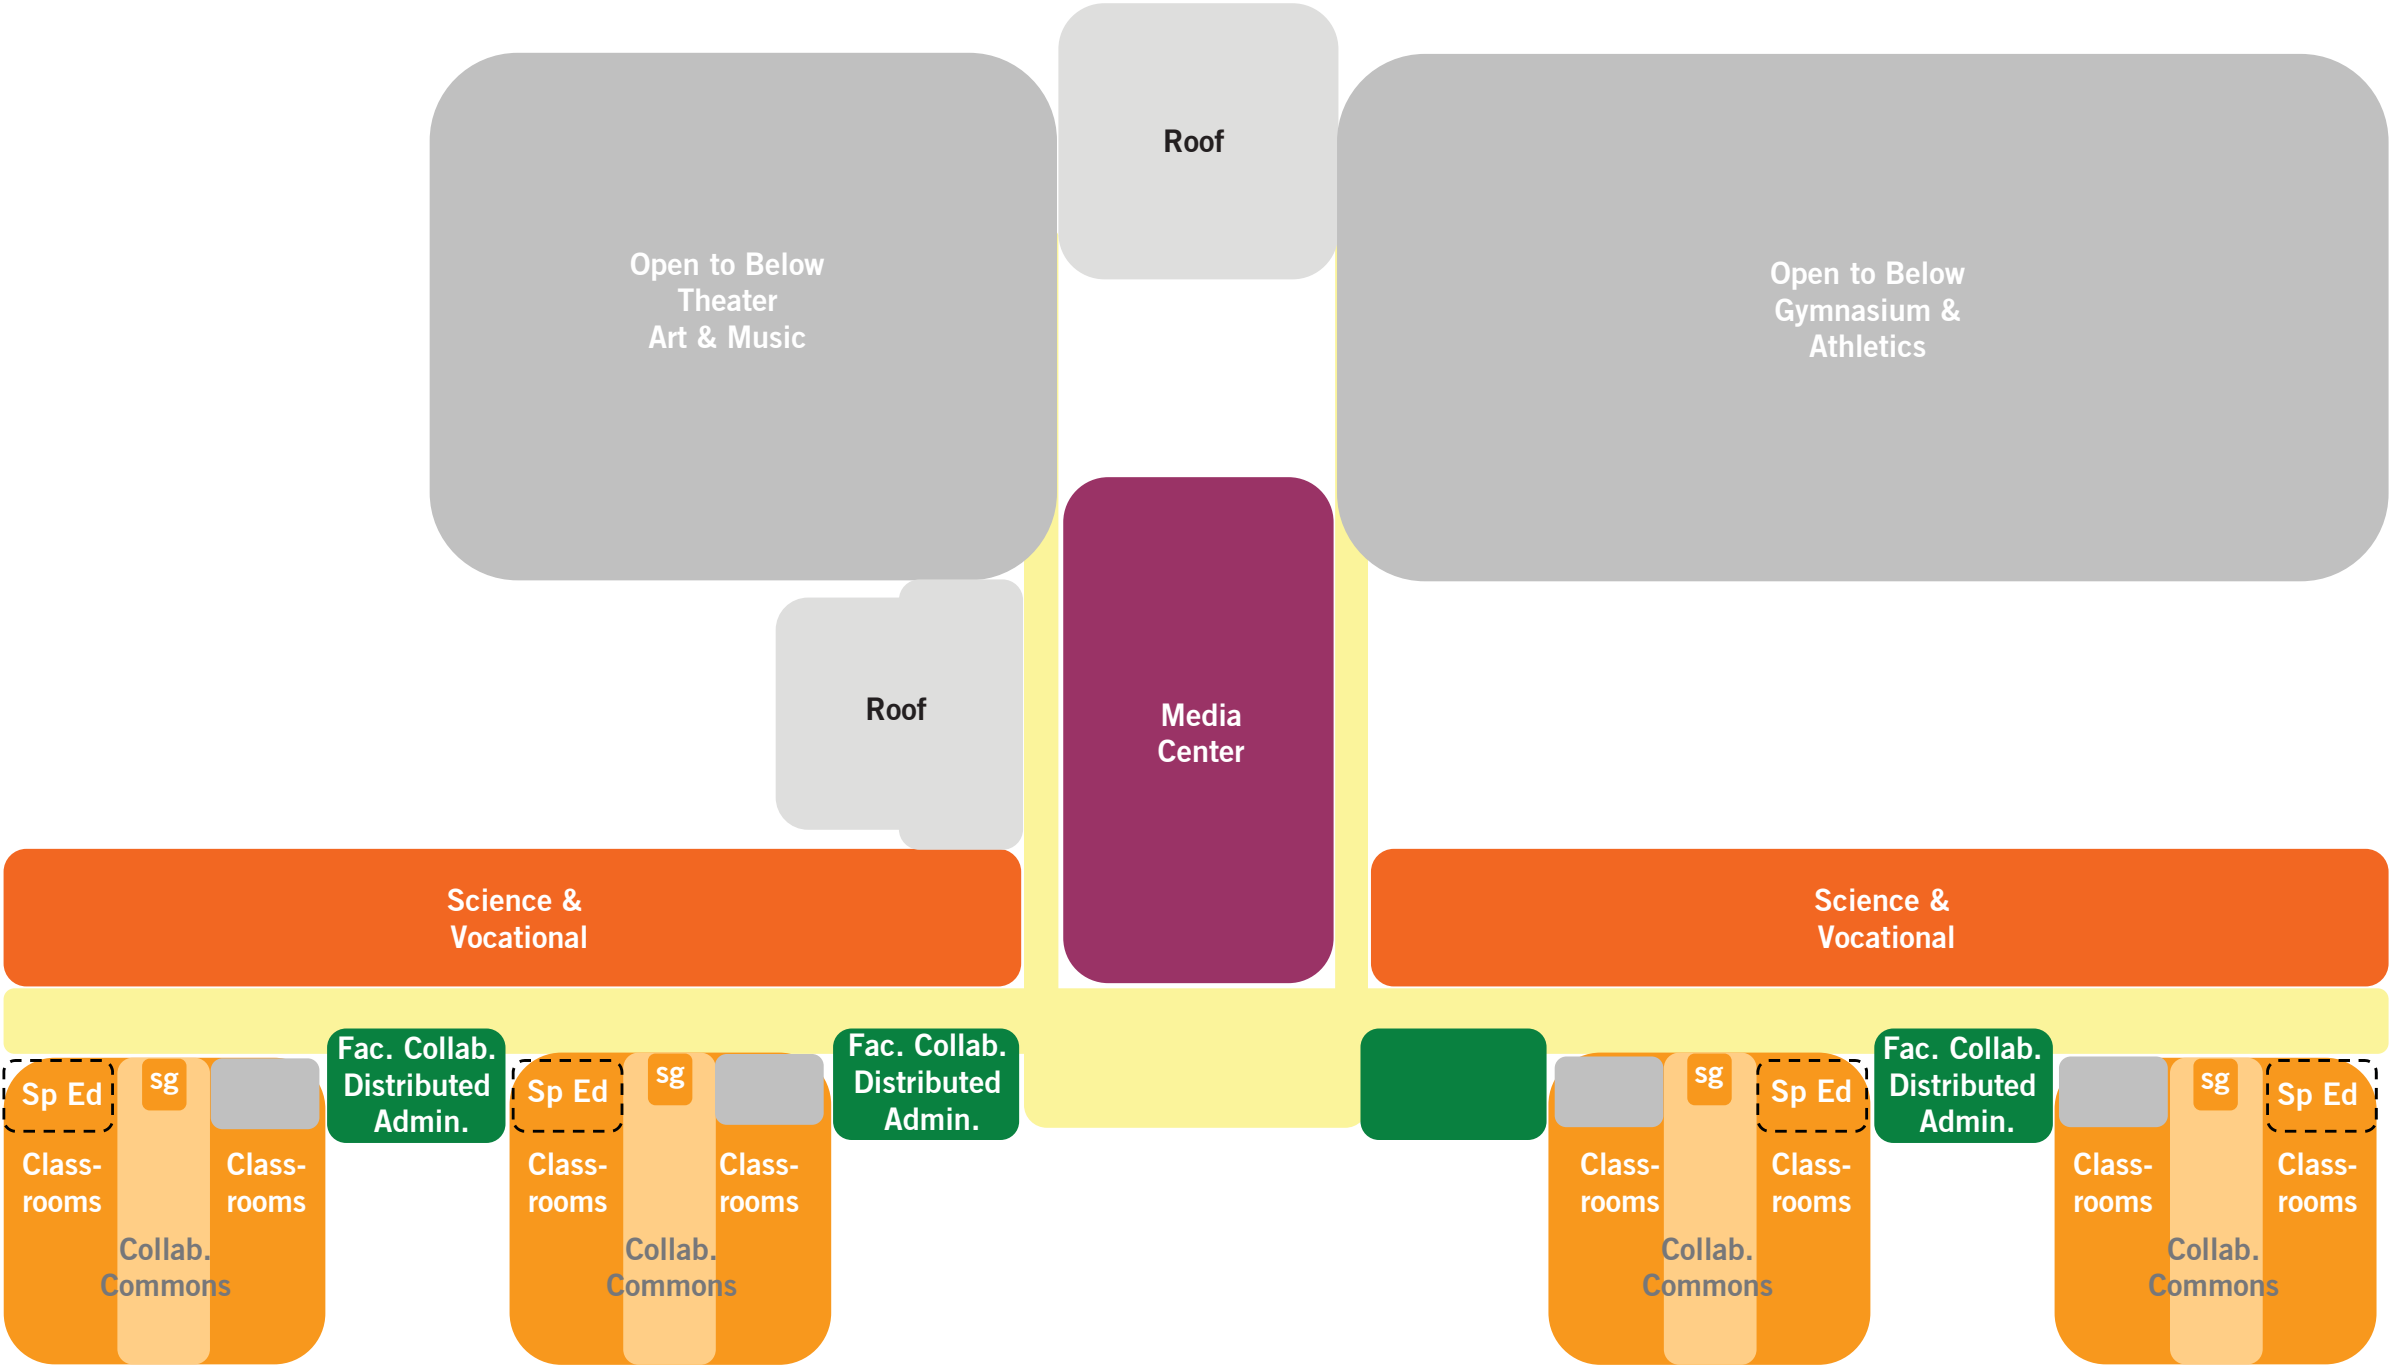 Roof
Open to Below
Theater
Art & Music
Open to Below
Gymnasium &
Athletics
Roof
Media
Center
Science &
Vocational
Science &
Vocational
Sp Ed
sg
Class-
rooms
Class-
rooms
Collab.
Commons
Fac. Collab.
Distributed
Admin.
Sp Ed
sg
Class-
rooms
Class-
rooms
Collab.
Commons
Fac. Collab.
Distributed
Admin.
sg
Sp Ed
Class-
rooms
Class-
rooms
Collab.
Commons
Fac. Collab.
Distributed
Admin.
sg
Sp Ed
Class-
rooms
Class-
rooms
Collab.
Commons